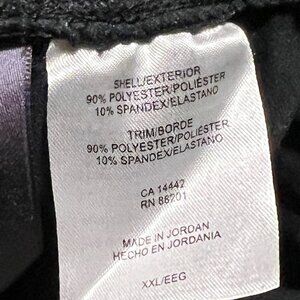 SHELL/EXTERIOR
90% POLYESTER/POLIÉSTER
10% SPANDEX/ELASTANO
TRIM/BORDE
90% POLYESTER/POLIÉSTER
10% SPANDEX/ELASTANO
CA 14442
RN 88201
MADE IN JORDAN
HECHO EN JORDANIA
XXL/EEG